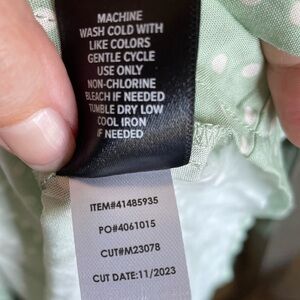 MACHINE
WASH COLD WITH
LIKE COLORS
GENTLE CYCLE
USE ONLY
NON-CHLORINE
BLEACH IF NEEDED
TUMBLE DRY LOW
COOL IRON
IF NEEDED
ITEM#41485935
PO#4061015
CUT#M23078
CUT DATE:11/2023